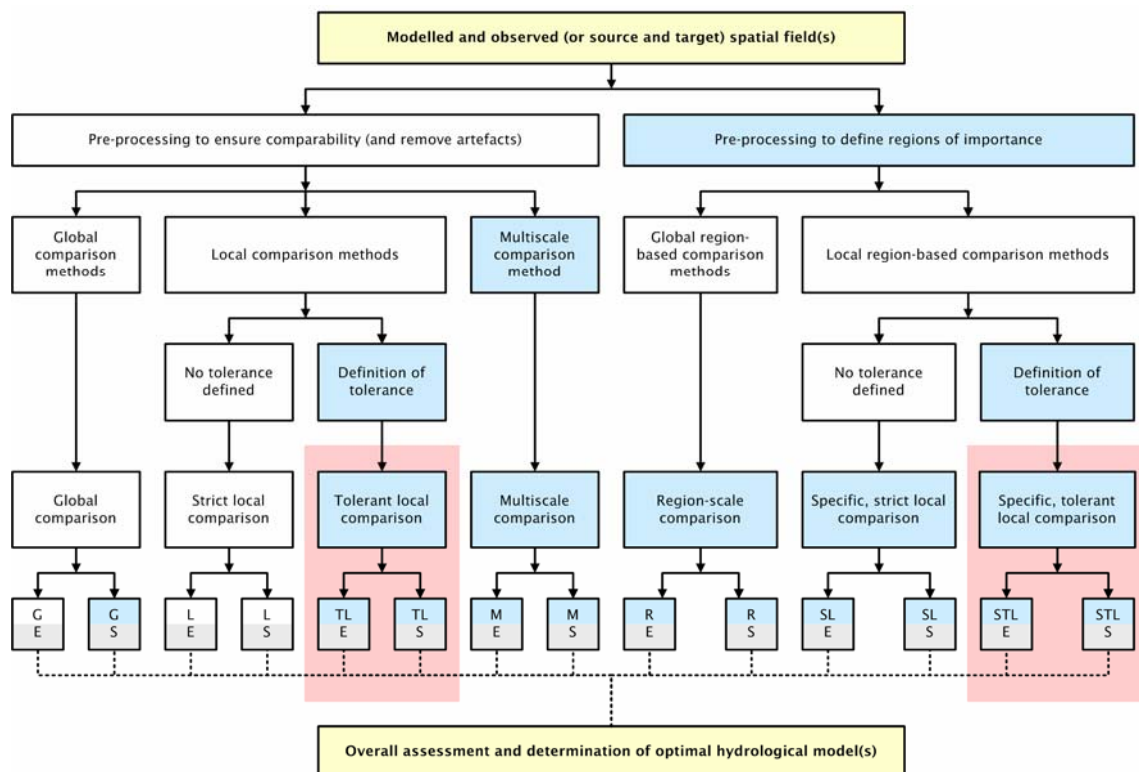 Modelled and observed (or source and target) spatial field(s)
Pre-processing to ensure comparability (and remove artefacts)
Pre-processing to define regions of importance
Global
comparison
methods
Local comparison methods
Multiscale
comparison
method
Global region-
based comparison
methods
Local region-based comparison methods
No tolerance
defined
Definition of
tolerance
No tolerance
defined
Definition of
tolerance
Global
comparison
Strict local
comparison
Tolerant local
comparison
Multiscale
comparison
Region-scale
comparison
Specific, strict local
comparison
Specific, tolerant
local comparison
G
E
G
S
L
E
L
S
TL
E
TL
S
M
E
M
S
R
E
R
S
SL
E
SL
S
STL
E
STL
S
Overall assessment and determination of optimal hydrological model(s)